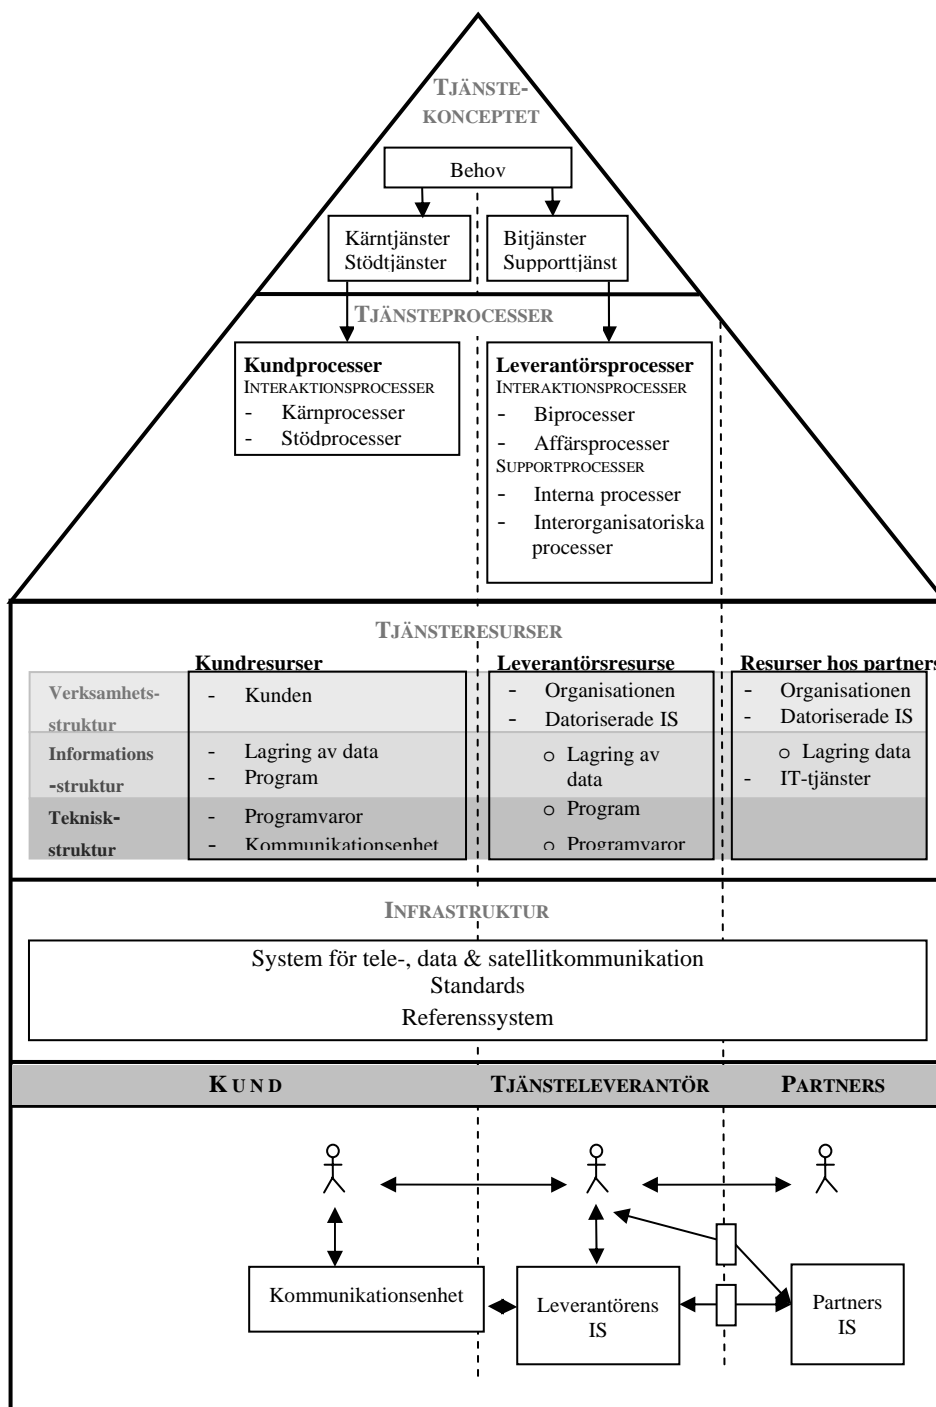 TJÄNSTE-
KONCEPTET
Behov
Kärntjänster
Stödtjänster
Bitjänster
Supporttjänst
TJÄNSTEPROCESSER
Kundprocesser
INTERAKTIONSPROCESSER
- Kärnprocesser
- Stödprocesser
Leverantörsprocesser
INTERAKTIONSPROCESSER
- Biprocesser
- Affärsprocesser
SUPPORTPROCESSER
- Interna processer
- Interorganisatoriska
processer
TJÄNSTERESURSER
Kundresurser
Leverantörsresurse
Resurser hos partners
Verksamhets-
struktur
- Kunden
- Organisationen
- Datoriserade IS
- Organisationen
- Datoriserade IS
Informations
-struktur
- Lagring av data
- Program
o Lagring av
data
o Lagring data
- IT-tjänster
Teknisk-
struktur
- Programvaror
- Kommunikationsenhet
o Program
o Programvaror
INFRASTRUKTUR
System för tele-, data & satellitkommunikation
Standards
Referenssystem
KUND
TJÄNSTELEVERANTÖR
PARTNERS
Kommunikationsenhet
Leverantörens
IS
Partners
IS